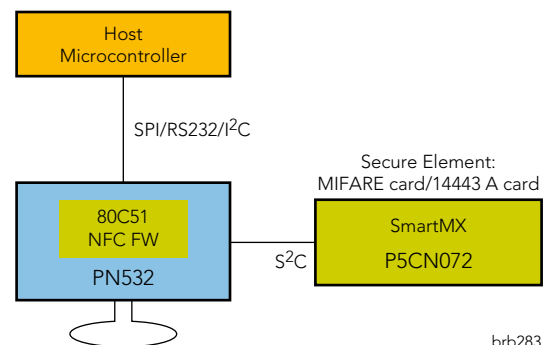 Host
Microcontroller
SPI/RS232/I²C
Secure Element:
MIFARE card/14443 A card
80C51
NFC FW
PN532
S²C
SmartMX
P5CN072
brb283